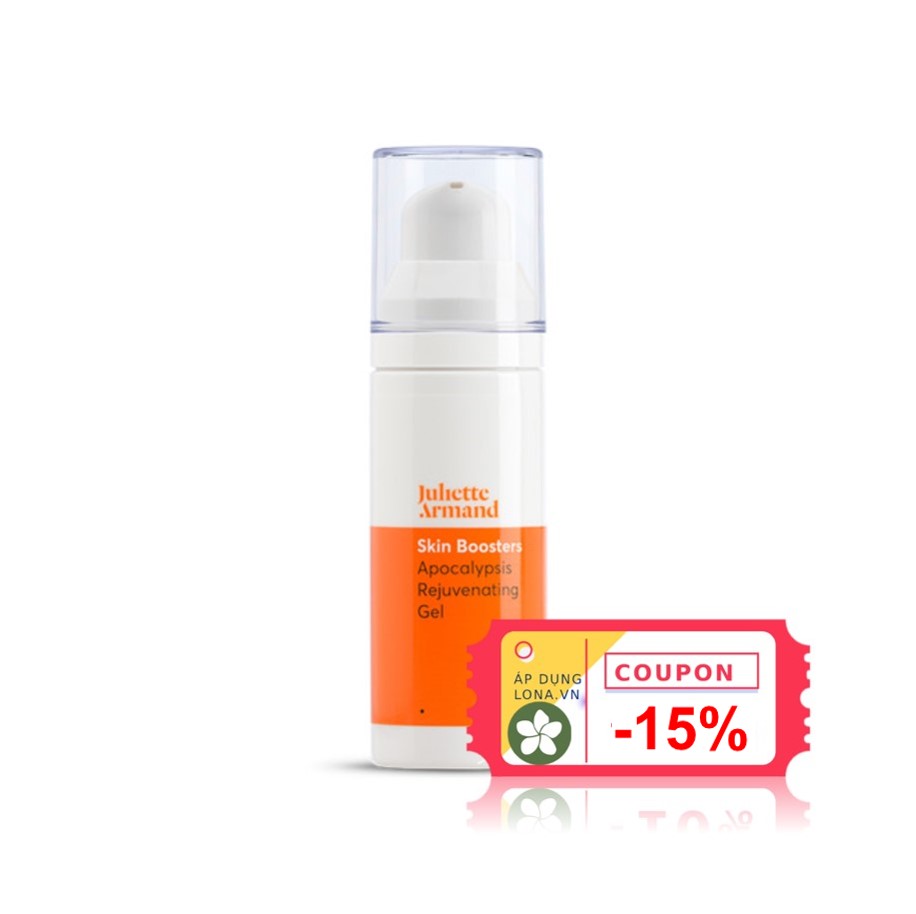 Juliette
Armand
Skin Boosters
Apocalypsis
Rejuvenating
Gel
ÁP DỤNG
LONA.VN
COUPON
-15%